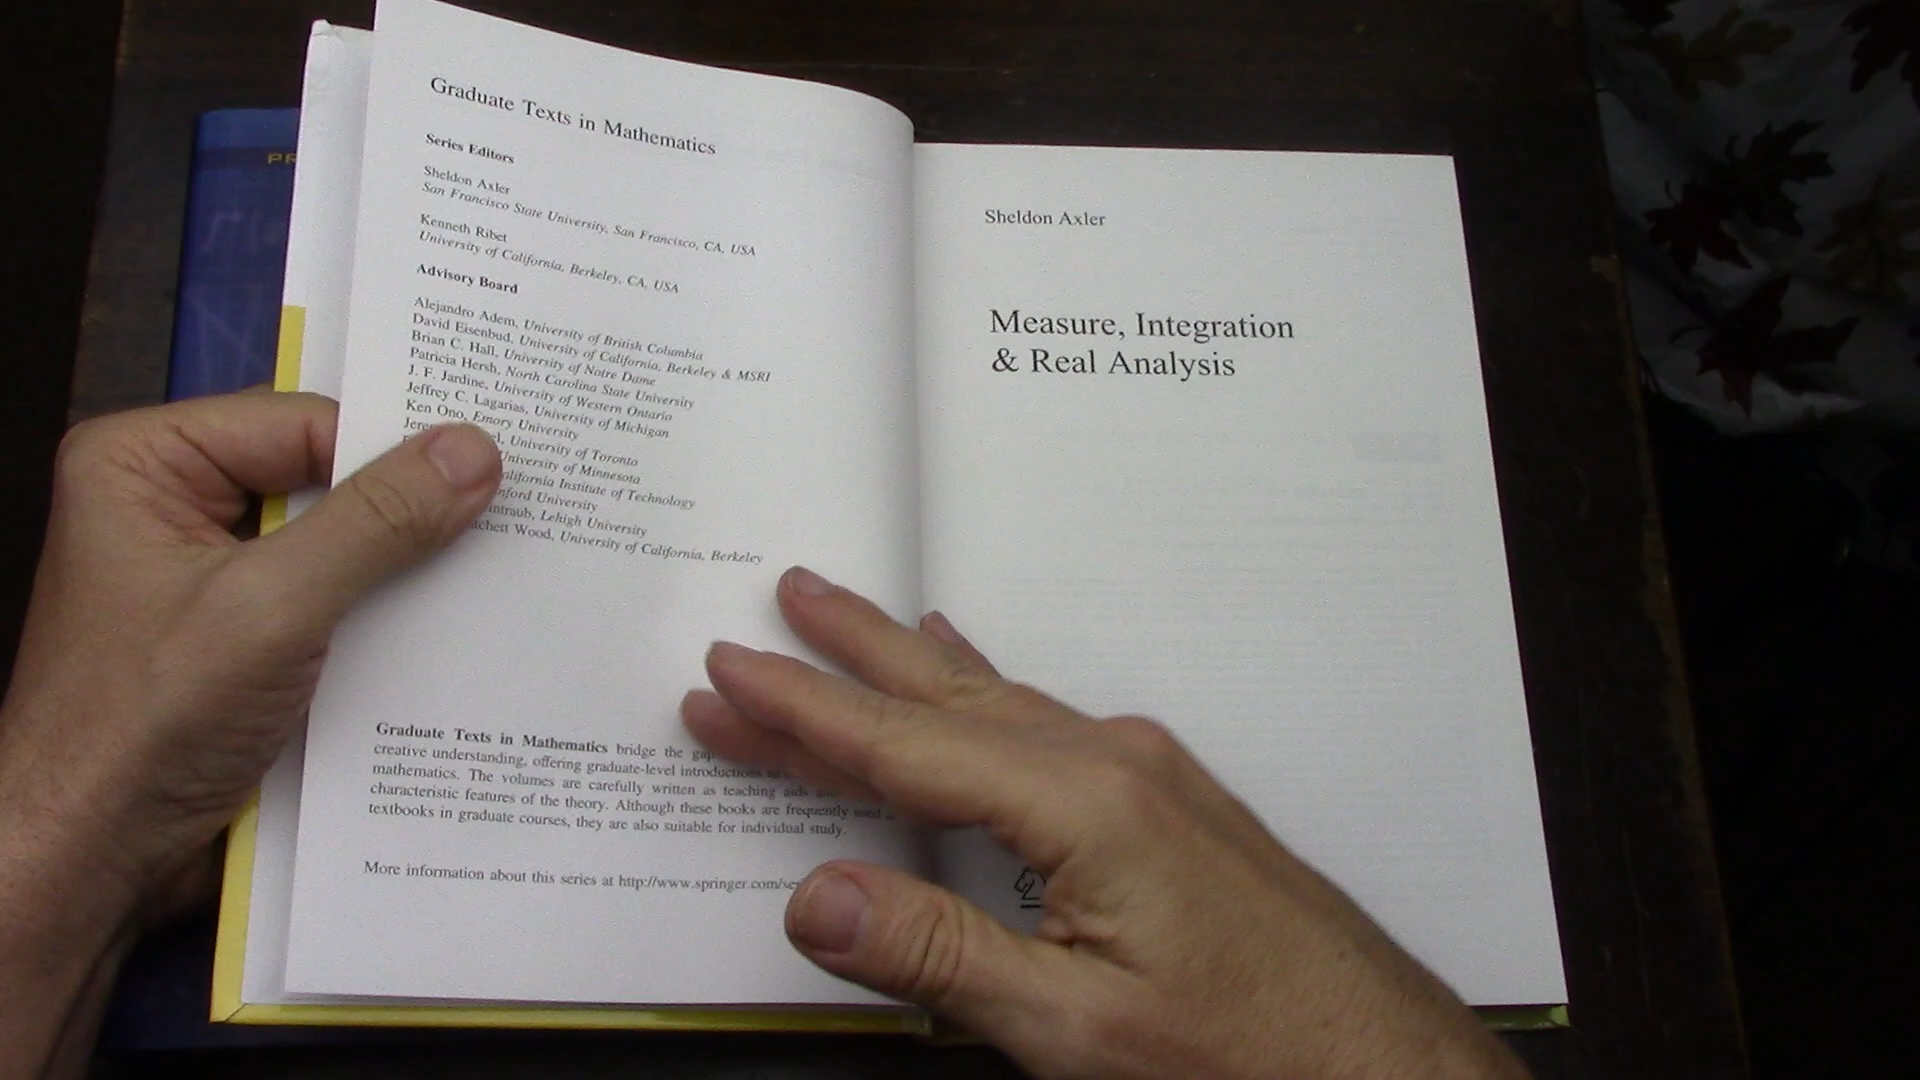 PR
Graduate Texts in Mathematics
Series Editors
Sheldon Axler
San Francisco State University, San Francisco, CA, USA
Kenneth Ribet
University of California, Berkeley, CA, USA
Advisory Board
Alejandro Adem, University of British Columbia
David Eisenbud, University of California, Berkeley & MSRI
Brian C. Hall, University of Notre Dame
Patricia Hersh, North Carolina State University
J. F. Jardine, University of Western Ontario
Jeffrey C. Lagarias, University of Michigan
Ken Ono, Emory University
University of Toronto
University of Minnesota
Institute of Technology
University
Lehigh University
Wood, University of California, Berkeley
Graduate Texts in Mathematics bridge the
creative understanding, offering graduate-level introductions
mathematics. The volumes are carefully written as teaching aids
characteristic features of the theory. Although these books are frequently used
textbooks in graduate courses, they are also suitable for individual study.
More information about this series at http://www.springer.com/se
Sheldon Axler
Measure, Integration
& Real Analysis